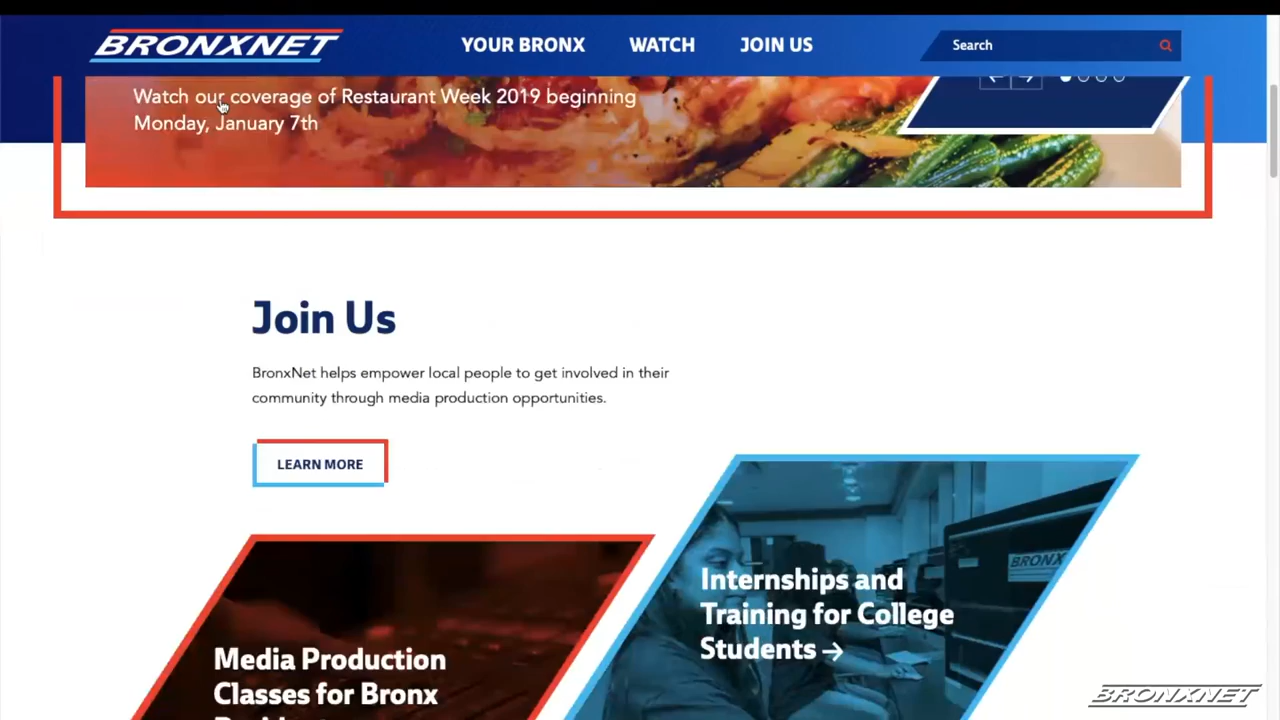 BRONXNET
YOUR BRONX
WATCH
JOIN US
Search
Watch our coverage of Restaurant Week 2019 beginning
Monday, January 7th
Join Us
BronxNet helps empower local people to get involved in their
community through media production opportunities.
LEARN MORE
Internships and
Training for College
Students →
BRONX
Media Production
Classes for Bronx
BRONXNET